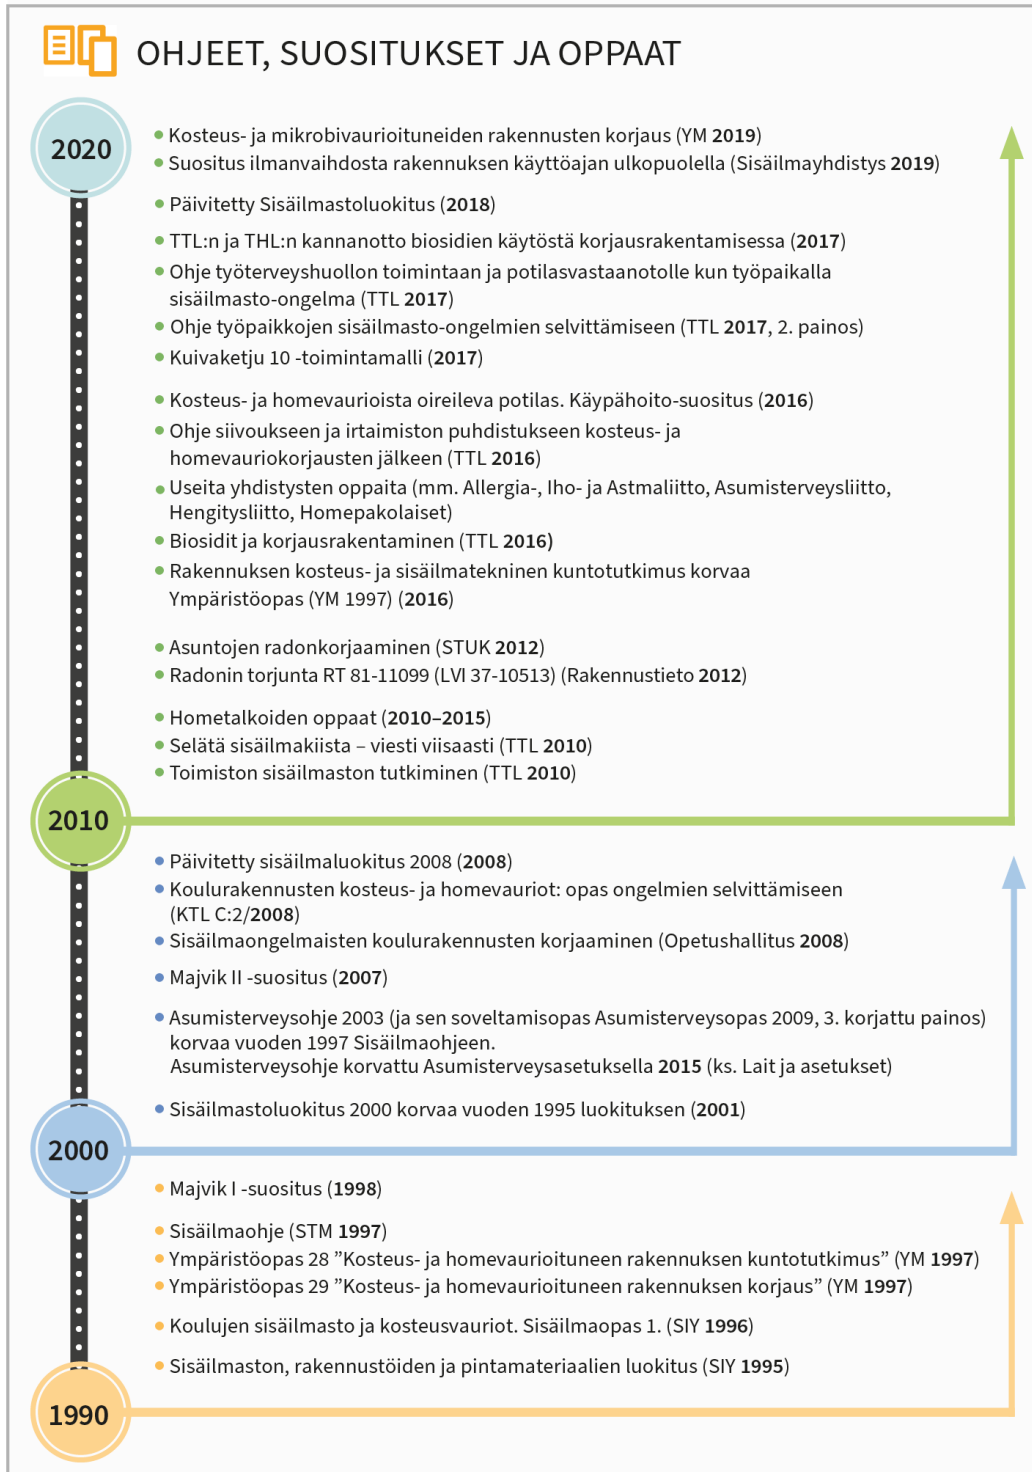 OHJEET, SUOSITUKSET JA OPPAAT
2020
• Kosteus- ja mikrobivaurioituneiden rakennusten korjaus (YM 2019)
• Suositus ilmanvaihdosta rakennuksen käyttöajan ulkopuolella (Sisäilmayhdistys 2019)
• Päivitetty Sisäilmastoluokitus (2018)
• TTL:n ja THL:n kannanotto biosidien käytöstä korjausrakentamisessa (2017)
• Ohje työterveyshuollon toimintaan ja potilasvastaanotolle kun työpaikalla
sisäilmasto-ongelma (TTL 2017)
• Ohje työpaikkojen sisäilmasto-ongelmien selvittämiseen (TTL 2017, 2. painos)
• Kuivaketju 10 -toimintamalli (2017)
• Kosteus- ja homevaurioista oireileva potilas. Käypähoito-suositus (2016)
• Ohje siivoukseen ja irtaimiston puhdistukseen kosteus- ja
homevauriokorjausten jälkeen (TTL 2016)
• Useita yhdistysten oppaita (mm. Allergia-, Iho- ja Astmaliitto, Asumisterveysliitto,
Hengitysliitto, Homepakolaiset)
• Biosidit ja korjausrakentaminen (TTL 2016)
• Rakennuksen kosteus- ja sisäilmatekninen kuntotutkimus korvaa
Ympäristöopas (YM 1997) (2016)
• Asuntojen radonkorjaaminen (STUK 2012)
• Radonin torjunta RT 81-11099 (LVI 37-10513) (Rakennustieto 2012)
• Hometalkoiden oppaat (2010–2015)
• Selätä sisäilmakiista – viesti viisaasti (TTL 2010)
• Toimiston sisäilmaston tutkiminen (TTL 2010)
2010
• Päivitetty sisäilmaluokitus 2008 (2008)
• Koulurakennusten kosteus- ja homevauriot: opas ongelmien selvittämiseen
(KTL C:2/2008)
• Sisäilmaongelmaisten koulurakennusten korjaaminen (Opetushallitus 2008)
• Majvik II -suositus (2007)
• Asumisterveysohje 2003 (ja sen soveltamisopas Asumisterveysopas 2009, 3. korjattu painos)
korvaa vuoden 1997 Sisäilmaohjeen.
Asumisterveysohje korvattu Asumisterveysasetuksella 2015 (ks. Lait ja asetukset)
• Sisäilmastoluokitus 2000 korvaa vuoden 1995 luokituksen (2001)
2000
• Majvik I -suositus (1998)
• Sisäilmaohje (STM 1997)
• Ympäristöopas 28 ”Kosteus- ja homevaurioituneen rakennuksen kuntotutkimus” (YM 1997)
• Ympäristöopas 29 ”Kosteus- ja homevaurioituneen rakennuksen korjaus” (YM 1997)
• Koulujen sisäilmasto ja kosteusvauriot. Sisäilmaopas 1. (SIY 1996)
• Sisäilmaston, rakennustöiden ja pintamateriaalien luokitus (SIY 1995)
1990